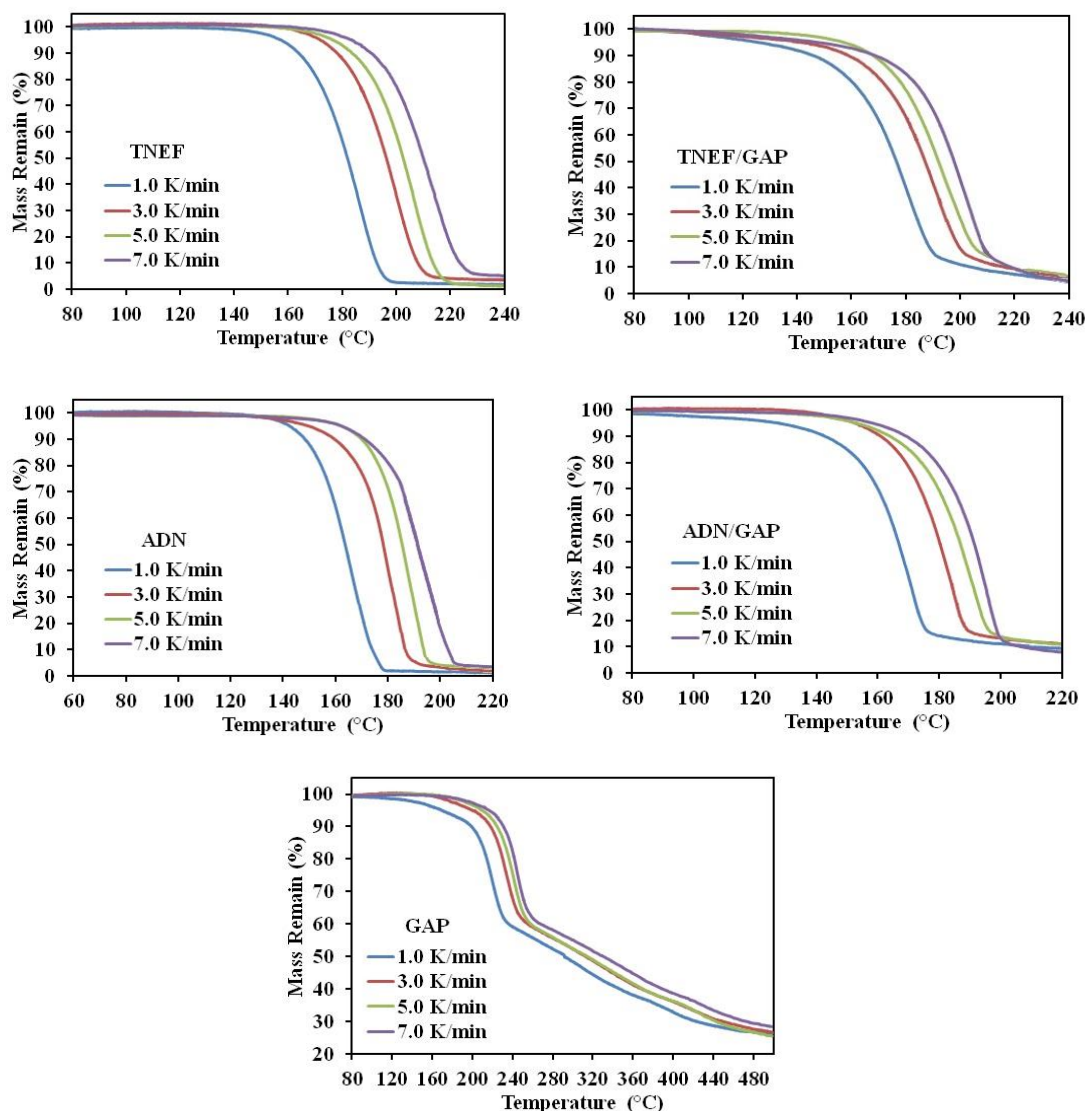 Mass Remain (%)
100
90
80
70
60
50
40
30
20
10
0
TNEF
1.0 K/min
3.0 K/min
5.0 K/min
7.0 K/min
80 100 120 140 160 180 200 220 240
Temperature (°C)
Mass Remain (%)
100
90
80
70
60
50
40
30
20
10
0
TNEF/GAP
1.0 K/min
3.0 K/min
5.0 K/min
7.0 K/min
80 100 120 140 160 180 200 220 240
Temperature (°C)
Mass Remain (%)
100
90
80
70
60
50
40
30
20
10
0
ADN
1.0 K/min
3.0 K/min
5.0 K/min
7.0 K/min
60 80 100 120 140 160 180 200 220
Temperature (°C)
Mass Remain (%)
100
90
80
70
60
50
40
30
20
10
0
ADN/GAP
1.0 K/min
3.0 K/min
5.0 K/min
7.0 K/min
80 100 120 140 160 180 200 220
Temperature (°C)
Mass Remain (%)
100
90
80
70
60
50
40
30
20
GAP
1.0 K/min
3.0 K/min
5.0 K/min
7.0 K/min
80 120 160 200 240 280 320 360 400 440 480
Temperature (°C)